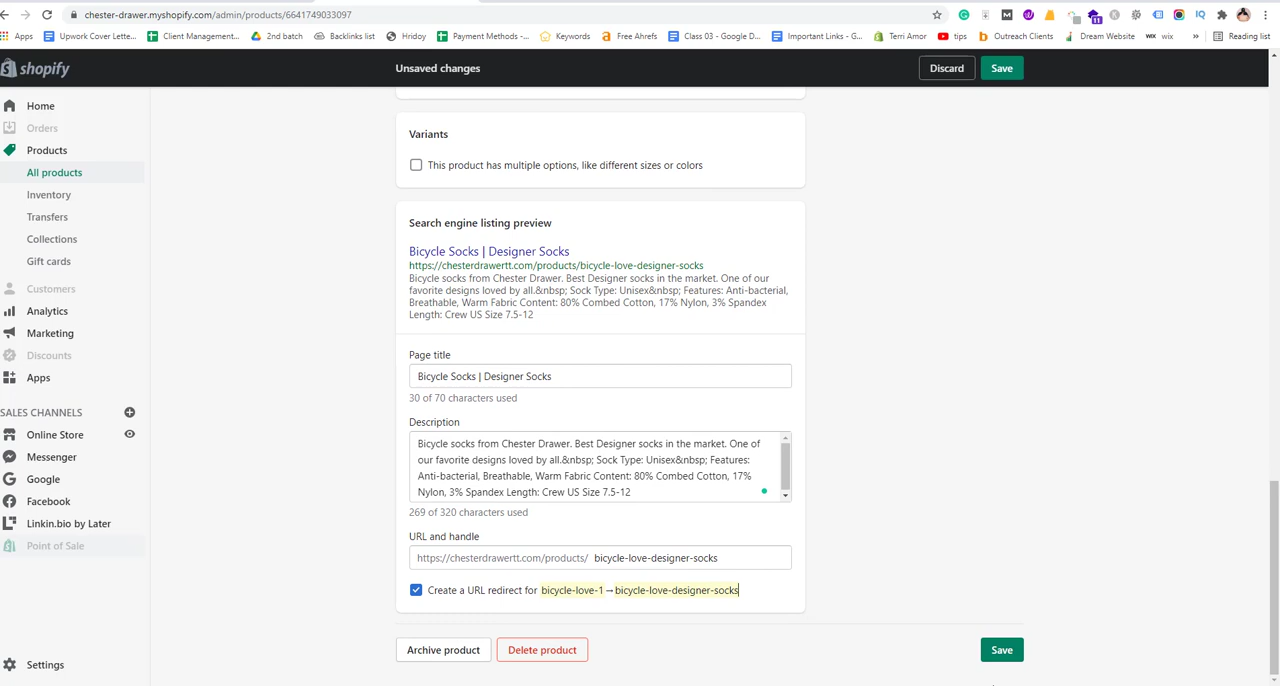 chester-drawer.myshopify.com/admin/products/6641749033097
Apps Upwork Cover Lette... Client Management... 2nd batch Backlinks list Hridoy Payment Methods -... Keywords Free Ahrefs Class 01 - Google D... Important Links - G... Terri Amor tips Outreach Clients Dream Website WIX wix » Reading list
shopify
Unsaved changes
Discard
Save
Home
Orders
Products
All products
Inventory
Transfers
Collections
Gift cards
Customers
Analytics
Marketing
Discounts
Apps
SALES CHANNELS
Online Store
Messenger
Google
Facebook
Linkin.bio by Later
Point of Sale
Settings
Variants
This product has multiple options, like different sizes or colors
Search engine listing preview
Bicycle Socks | Designer Socks
https://chesterdrawertt.com/products/bicycle-love-designer-socks
Bicycle socks from Chester Drawer. Best Designer socks in the market. One of our
favorite designs loved by all.&nbsp; Sock Type: Unisex&nbsp; Features: Anti-bacterial,
Breathable, Warm Fabric Content: 80% Combed Cotton, 17% Nylon, 3% Spandex
Length: Crew US Size 7.5-12
Page title
Bicycle Socks | Designer Socks
30 of 70 characters used
Description
Bicycle socks from Chester Drawer. Best Designer socks in the market. One of
our favorite designs loved by all.&nbsp; Sock Type: Unisex&nbsp; Features:
Anti-bacterial, Breathable, Warm Fabric Content: 80% Combed Cotton, 17%
Nylon, 3% Spandex Length: Crew US Size 7.5-12
269 of 320 characters used
URL and handle
https://chesterdrawertt.com/products/ bicycle-love-designer-socks
Create a URL redirect for bicycle-love-1 → bicycle-love-designer-socks
Archive product
Delete product
Save